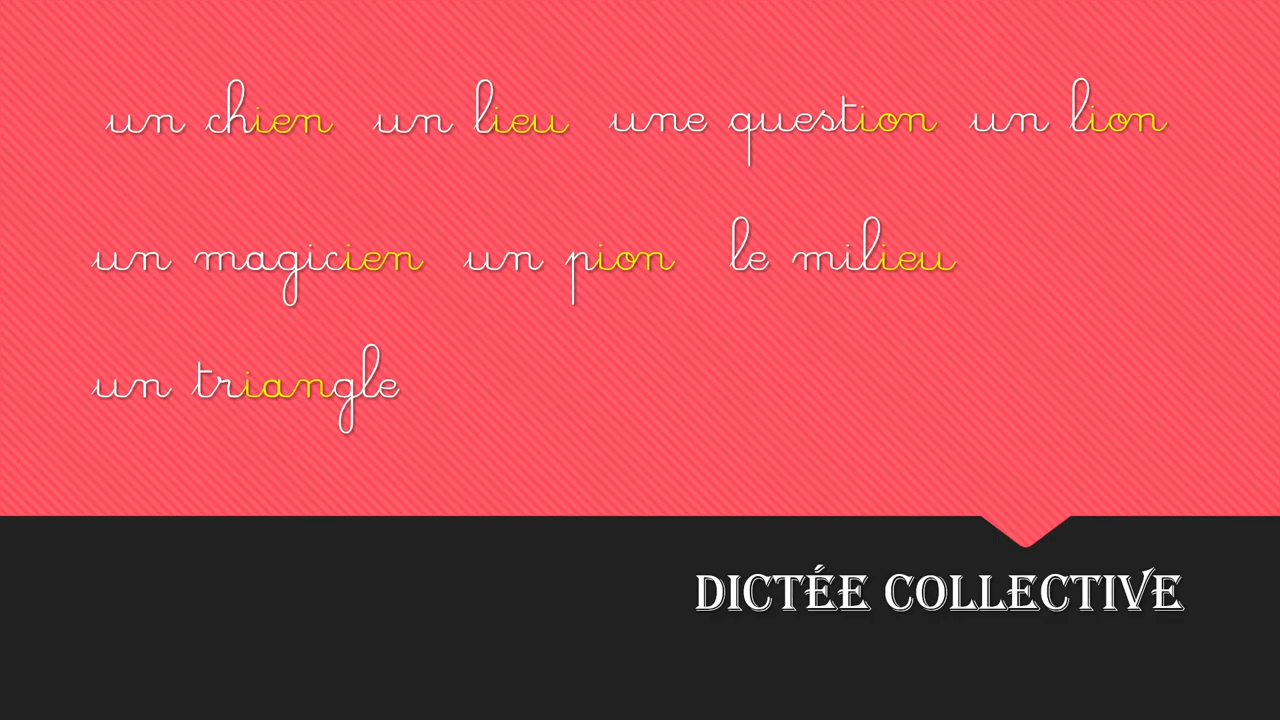 un chien un lieu une question un lion
un magicien un pion le milieu
un triangle
DICTÉE COLLECTIVE